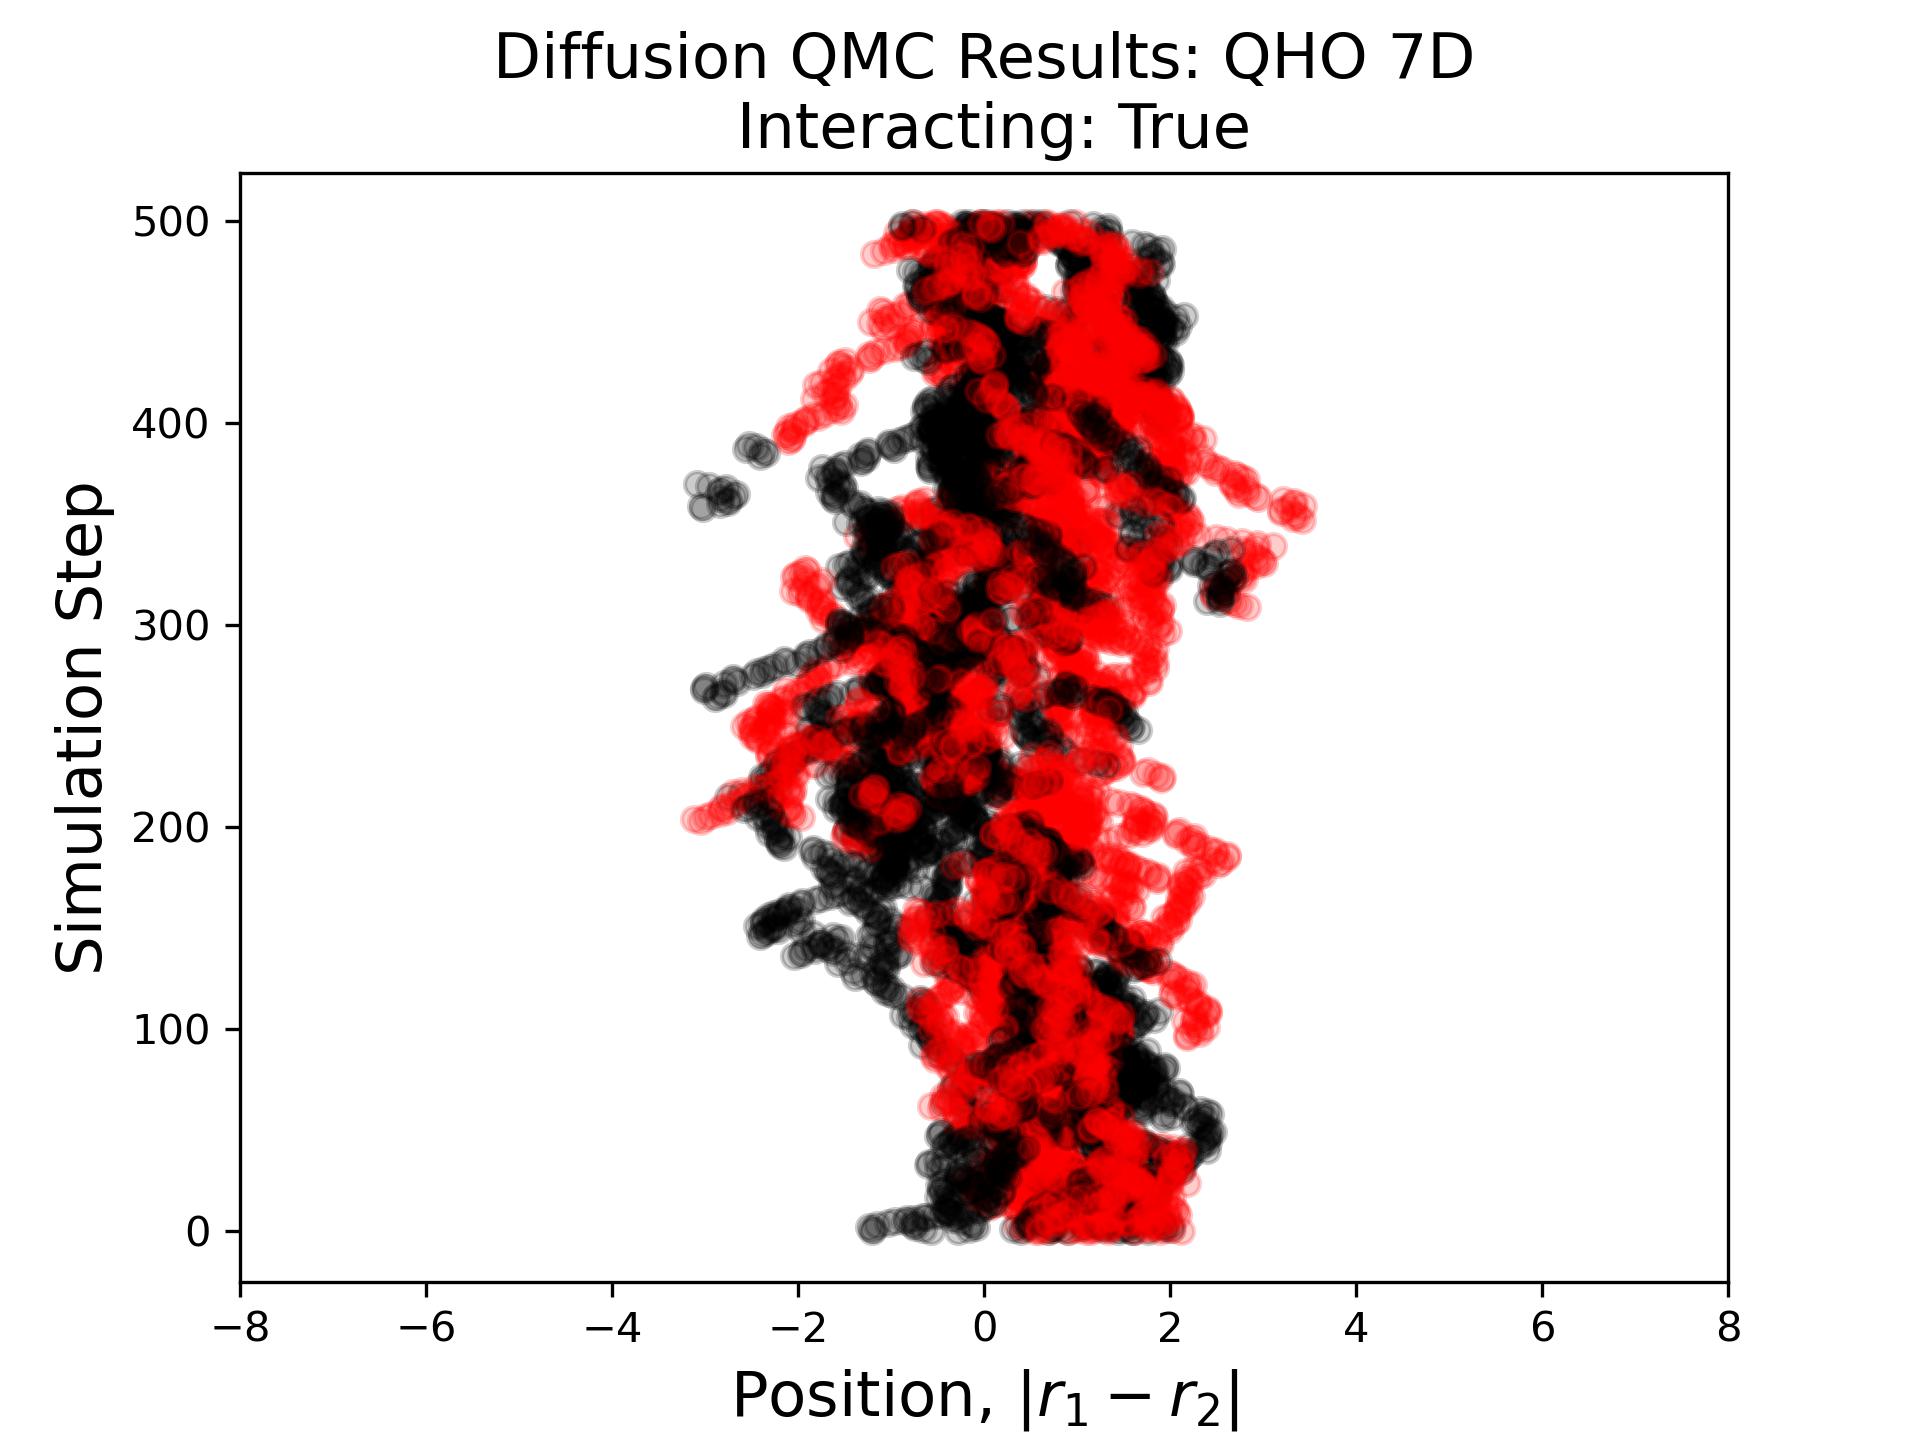 Diffusion QMC Results: QHO 7D
Interacting: True
Simulation Step
500
400
300
200
100
0
−8 −6 −4 −2 0 2 4 6 8
Position, |r₁ − r₂|